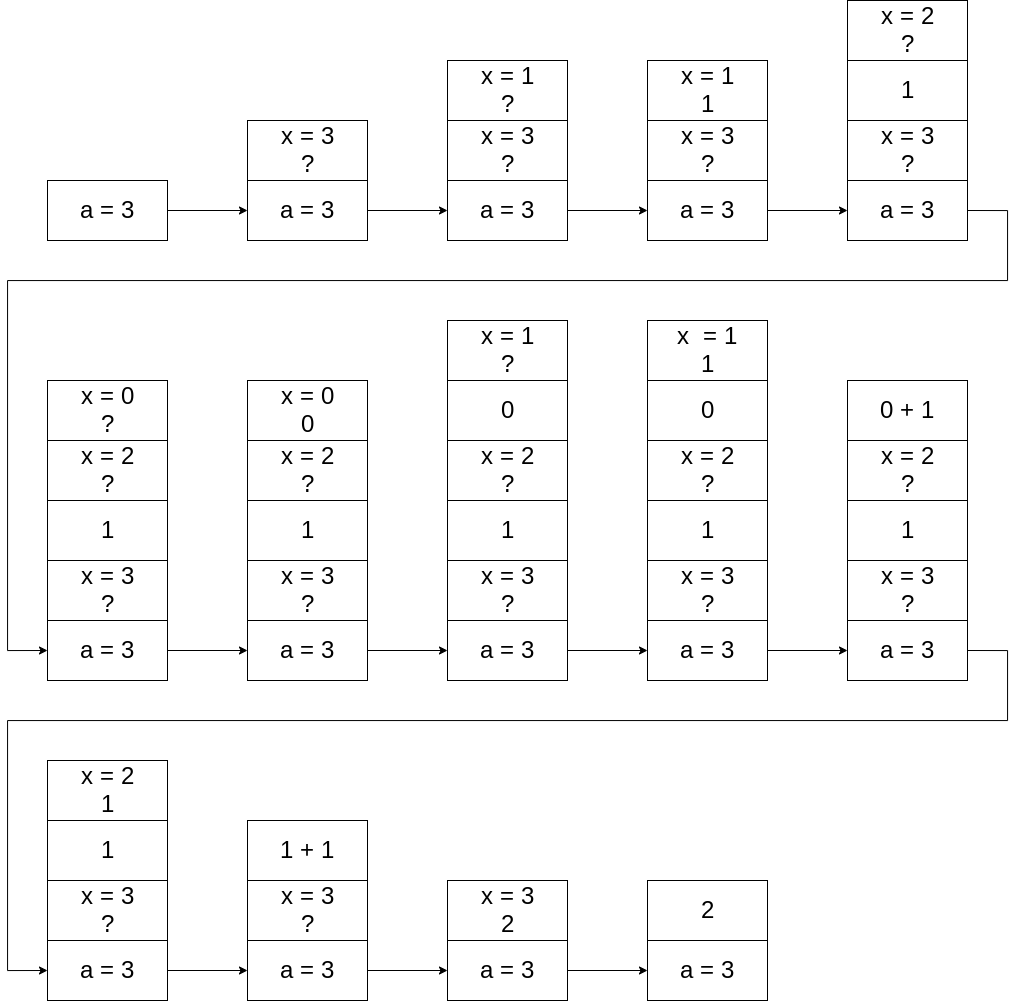 a = 3
x = 3
?
a = 3
x = 1
?
x = 3
?
a = 3
x = 1
1
x = 3
?
a = 3
x = 2
?
1
x = 3
?
a = 3
x = 0
?
x = 2
?
1
x = 3
?
a = 3
x = 0
0
x = 2
?
1
x = 3
?
a = 3
x = 1
?
0
x = 2
?
1
x = 3
?
a = 3
x  = 1
1
0
x = 2
?
1
x = 3
?
a = 3
0 + 1
x = 2
?
1
x = 3
?
a = 3
x = 2
1
1
x = 3
?
a = 3
1 + 1
x = 3
?
a = 3
x = 3
2
a = 3
2
a = 3